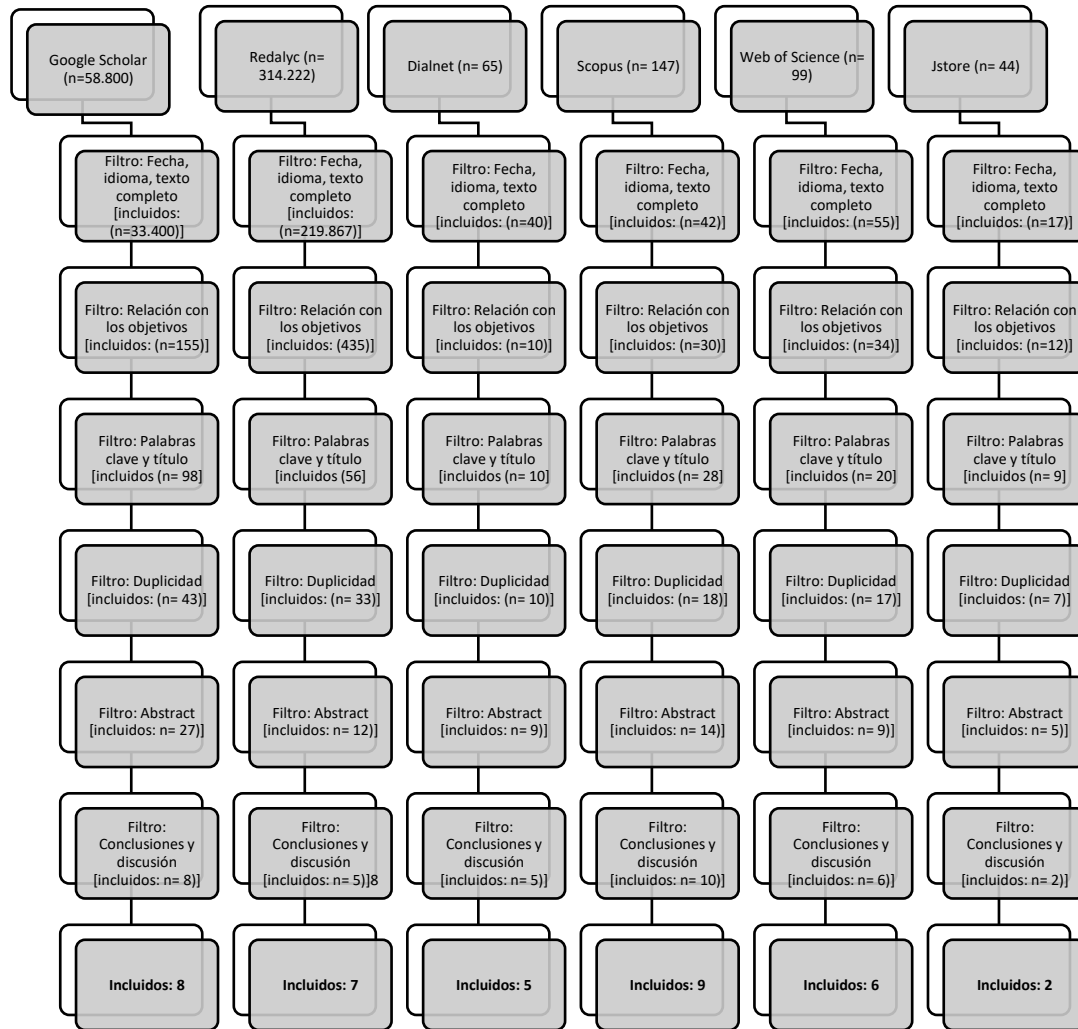 Google Scholar
(n=58.800)
Redalyc (n=
314.222)
Dialnet (n= 65)
Scopus (n= 147)
Web of Science (n=
99)
Jstore (n= 44)
Filtro: Fecha,
idioma, texto
completo
[incluidos:
(n=33.400)]
Filtro: Fecha,
idioma, texto
completo
[incluidos:
(n=219.867)]
Filtro: Fecha,
idioma, texto
completo
[incluidos: (n=40)]
Filtro: Fecha,
idioma, texto
completo
[incluidos: (n=42)]
Filtro: Fecha,
idioma, texto
completo
[incluidos: (n=55)]
Filtro: Fecha,
idioma, texto
completo
[incluidos: (n=17)]
Filtro: Relación con
los objetivos
[incluidos: (n=155)]
Filtro: Relación con
los objetivos
[incluidos: (435)]
Filtro: Relación con
los objetivos
[incluidos: (n=10)]
Filtro: Relación con
los objetivos
[incluidos: (n=30)]
Filtro: Relación con
los objetivos
[incluidos: (n=34)]
Filtro: Relación con
los objetivos
[incluidos: (n=12)]
Filtro: Palabras
clave y título
[incluidos (n= 98]
Filtro: Palabras
clave y título
[incluidos (56]
Filtro: Palabras
clave y título
[incluidos (n= 10]
Filtro: Palabras
clave y título
[incluidos (n= 28]
Filtro: Palabras
clave y título
[incluidos (n= 20]
Filtro: Palabras
clave y título
[incluidos (n= 9]
Filtro: Duplicidad
[incluidos: (n= 43)]
Filtro: Duplicidad
[incluidos: (n= 33)]
Filtro: Duplicidad
[incluidos: (n= 10)]
Filtro: Duplicidad
[incluidos: (n= 18)]
Filtro: Duplicidad
[incluidos: (n= 17)]
Filtro: Duplicidad
[incluidos: (n= 7)]
Filtro: Abstract
[incluidos: n= 27)]
Filtro: Abstract
[incluidos: n= 12)]
Filtro: Abstract
[incluidos: n= 9)]
Filtro: Abstract
[incluidos: n= 14)]
Filtro: Abstract
[incluidos: n= 9)]
Filtro: Abstract
[incluidos: n= 5)]
Filtro:
Conclusiones y
discusión
[incluidos: n= 8)]
Filtro:
Conclusiones y
discusión
[incluidos: n= 5)]8
Filtro:
Conclusiones y
discusión
[incluidos: n= 5)]
Filtro:
Conclusiones y
discusión
[incluidos: n= 10)]
Filtro:
Conclusiones y
discusión
[incluidos: n= 6)]
Filtro:
Conclusiones y
discusión
[incluidos: n= 2)]
Incluidos: 8
Incluidos: 7
Incluidos: 5
Incluidos: 9
Incluidos: 6
Incluidos: 2